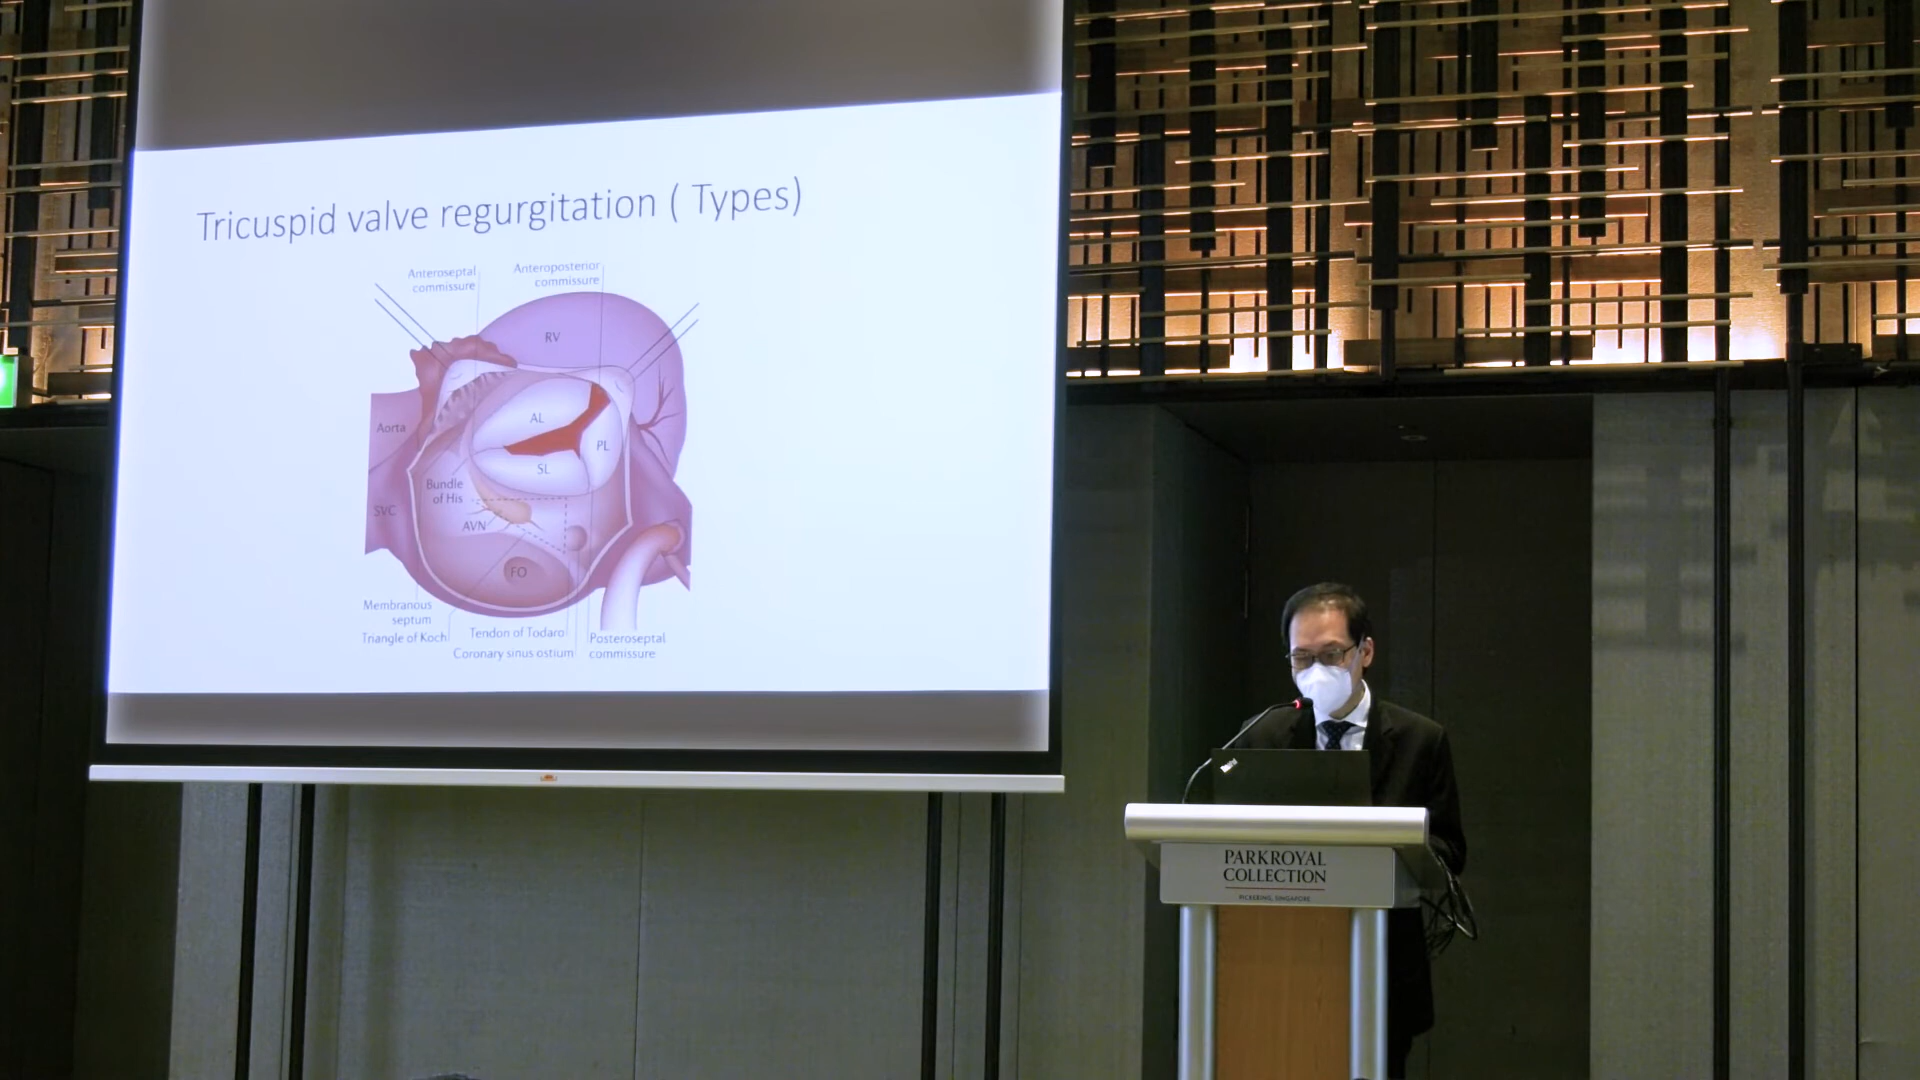 Tricuspid valve regurgitation ( Types)
Anteroseptal
commissure
Anteroposterior
commissure
RV
AL
Aorta
PL
SL
Bundle
of His
SVC
AVN
FO
Membranous
septum
Triangle of Koch
Tendon of Todaro
Coronary sinus ostium
Posteroseptal
commissure
PARKROYAL
COLLECTION
PICKERING, SINGAPORE